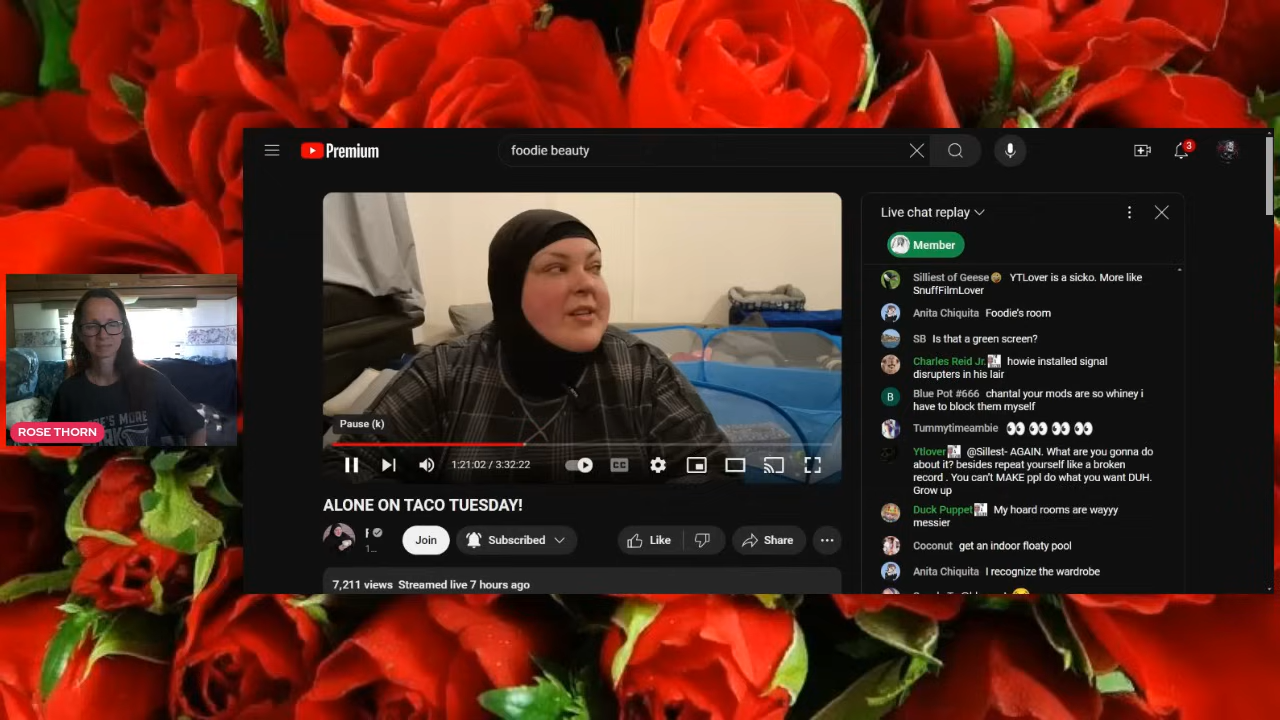 Premium
foodie beauty
3
Live chat replay
Member
Silliest of Geese YTLover is a sicko. More like
SnuffFilmLover
Anita Chiquita Foodie's room
SB Is that a green screen?
Charles Reid Jr. howie installed signal
disrupters in his lair
B
Blue Pot #666 chantal your mods are so whiney i
have to block them myself
Tummytimeambie
Ytlover @Sillest- AGAIN. What are you gonna do
about it? besides repeat yourself like a broken
record . You can't MAKE ppl do what you want DUH.
Grow up
Duck Puppet My hoard rooms are wayyy
messier
Coconut get an indoor floaty pool
Anita Chiquita I recognize the wardrobe
Pause (k)
1:21:02 / 3:32:22
CC
ALONE ON TACO TUESDAY!
F
1...
Join
Subscribed
Like
Share
7,211 views Streamed live 7 hours ago
ROSE THORN